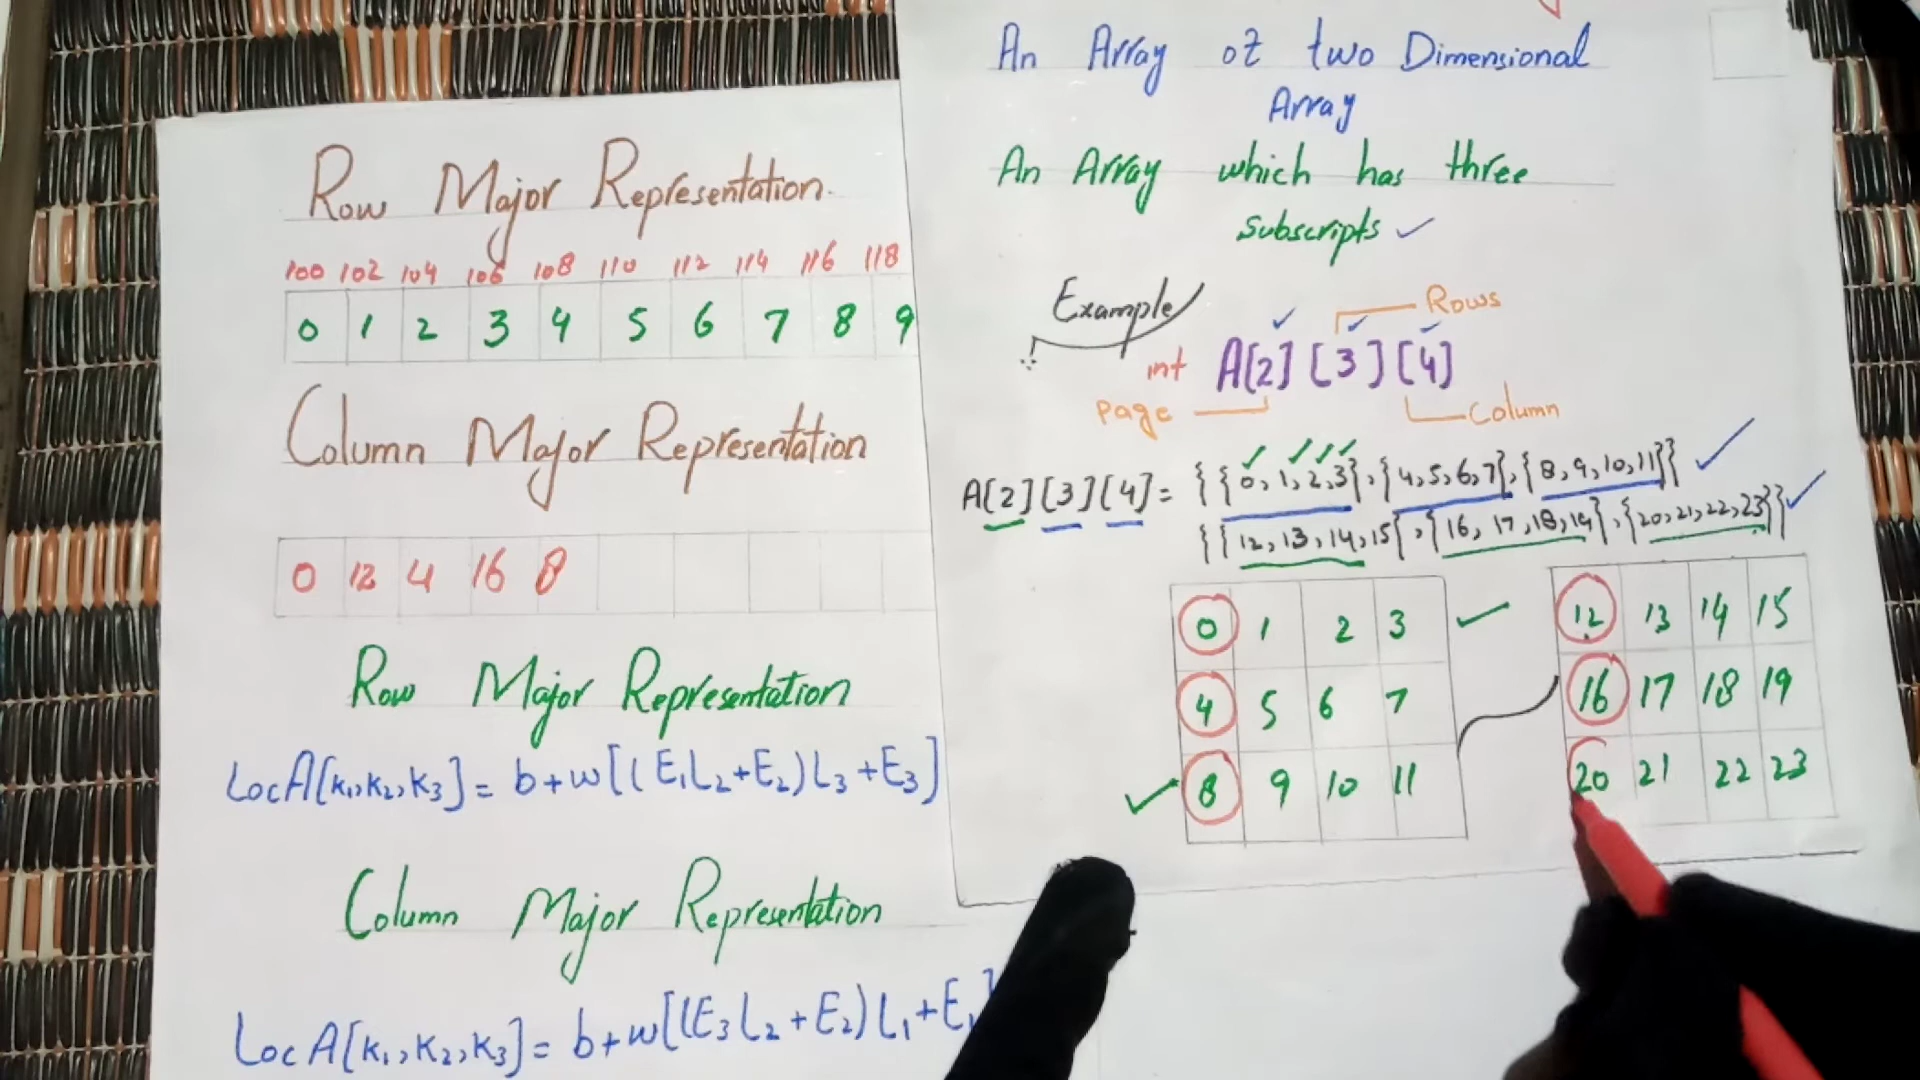 Row Major Representation
100 102 104 106 108 110 112 114 116 118
0 1 2 3 4 5 6 7 8 9
Column Major Representation
0 12 4 16 8
Row Major Representation
LocA[K1,K2,K3] = b+w[(E1L2+E2)L3+E3]
Column Major Representation
LocA[K1,K2,K3] = b+w[(E3L2+E2)L1+E1]
An Array of two Dimensional
Array
An Array which has three
Subscripts
Example
Rows
int A[2][3][4]
Page
Column
A[2][3][4] = {{0,1,2,3},{4,5,6,7},{8,9,10,11}}
{{12,13,14,15},{16,17,18,19},{20,21,22,23}}
0 1 2 3
4 5 6 7
8 9 10 11
12 13 14 15
16 17 18 19
20 21 22 23